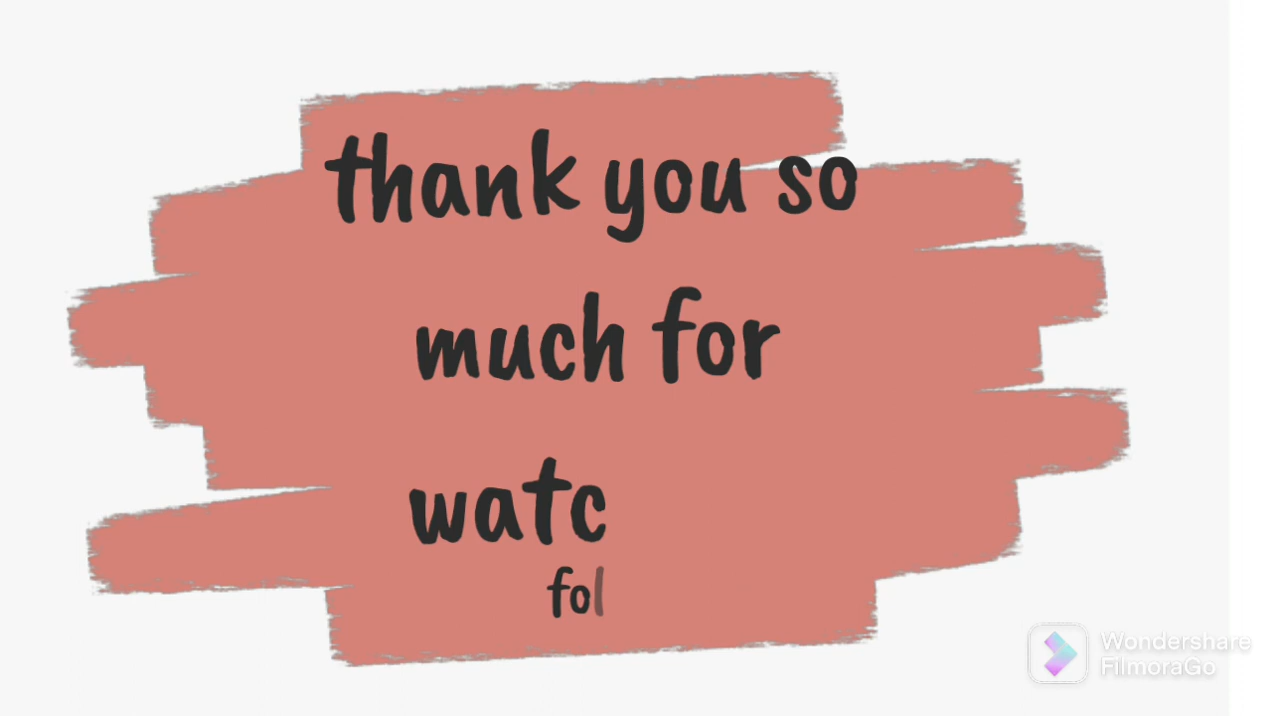 thank you so
much for
watc
fol
Wondershare
FilmoraGo